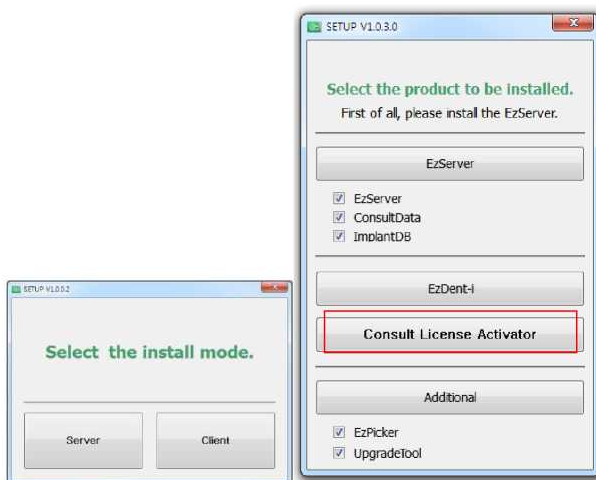 SETUP V1.0.3.0
Select the product to be installed.
First of all, please install the EzServer.
EzServer
EzServer
ConsultData
ImplantDB
EzDent-i
Consult License Activator
Additional
EzPicker
UpgradeTool
SETUP V1.0.0.2
Select the install mode.
Server
Client